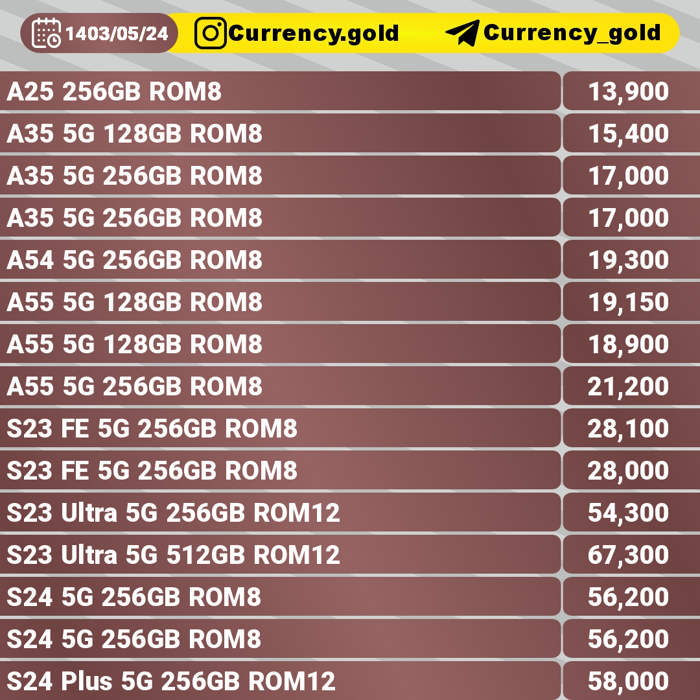 1403/05/24 Currency.gold Currency_gold
A25 256GB ROM8 13,900
A35 5G 128GB ROM8 15,400
A35 5G 256GB ROM8 17,000
A35 5G 256GB ROM8 17,000
A54 5G 256GB ROM8 19,300
A55 5G 128GB ROM8 19,150
A55 5G 128GB ROM8 18,900
A55 5G 256GB ROM8 21,200
S23 FE 5G 256GB ROM8 28,100
S23 FE 5G 256GB ROM8 28,000
S23 Ultra 5G 256GB ROM12 54,300
S23 Ultra 5G 512GB ROM12 67,300
S24 5G 256GB ROM8 56,200
S24 5G 256GB ROM8 56,200
S24 Plus 5G 256GB ROM12 58,000